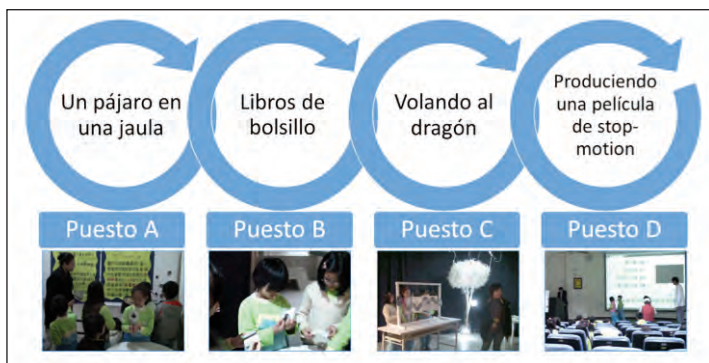 Un pájaro en
una jaula
Libros de
bolsillo
Volando al
dragón
Produciendo
una película
de stop-
motion
Puesto A
Puesto B
Puesto C
Puesto D